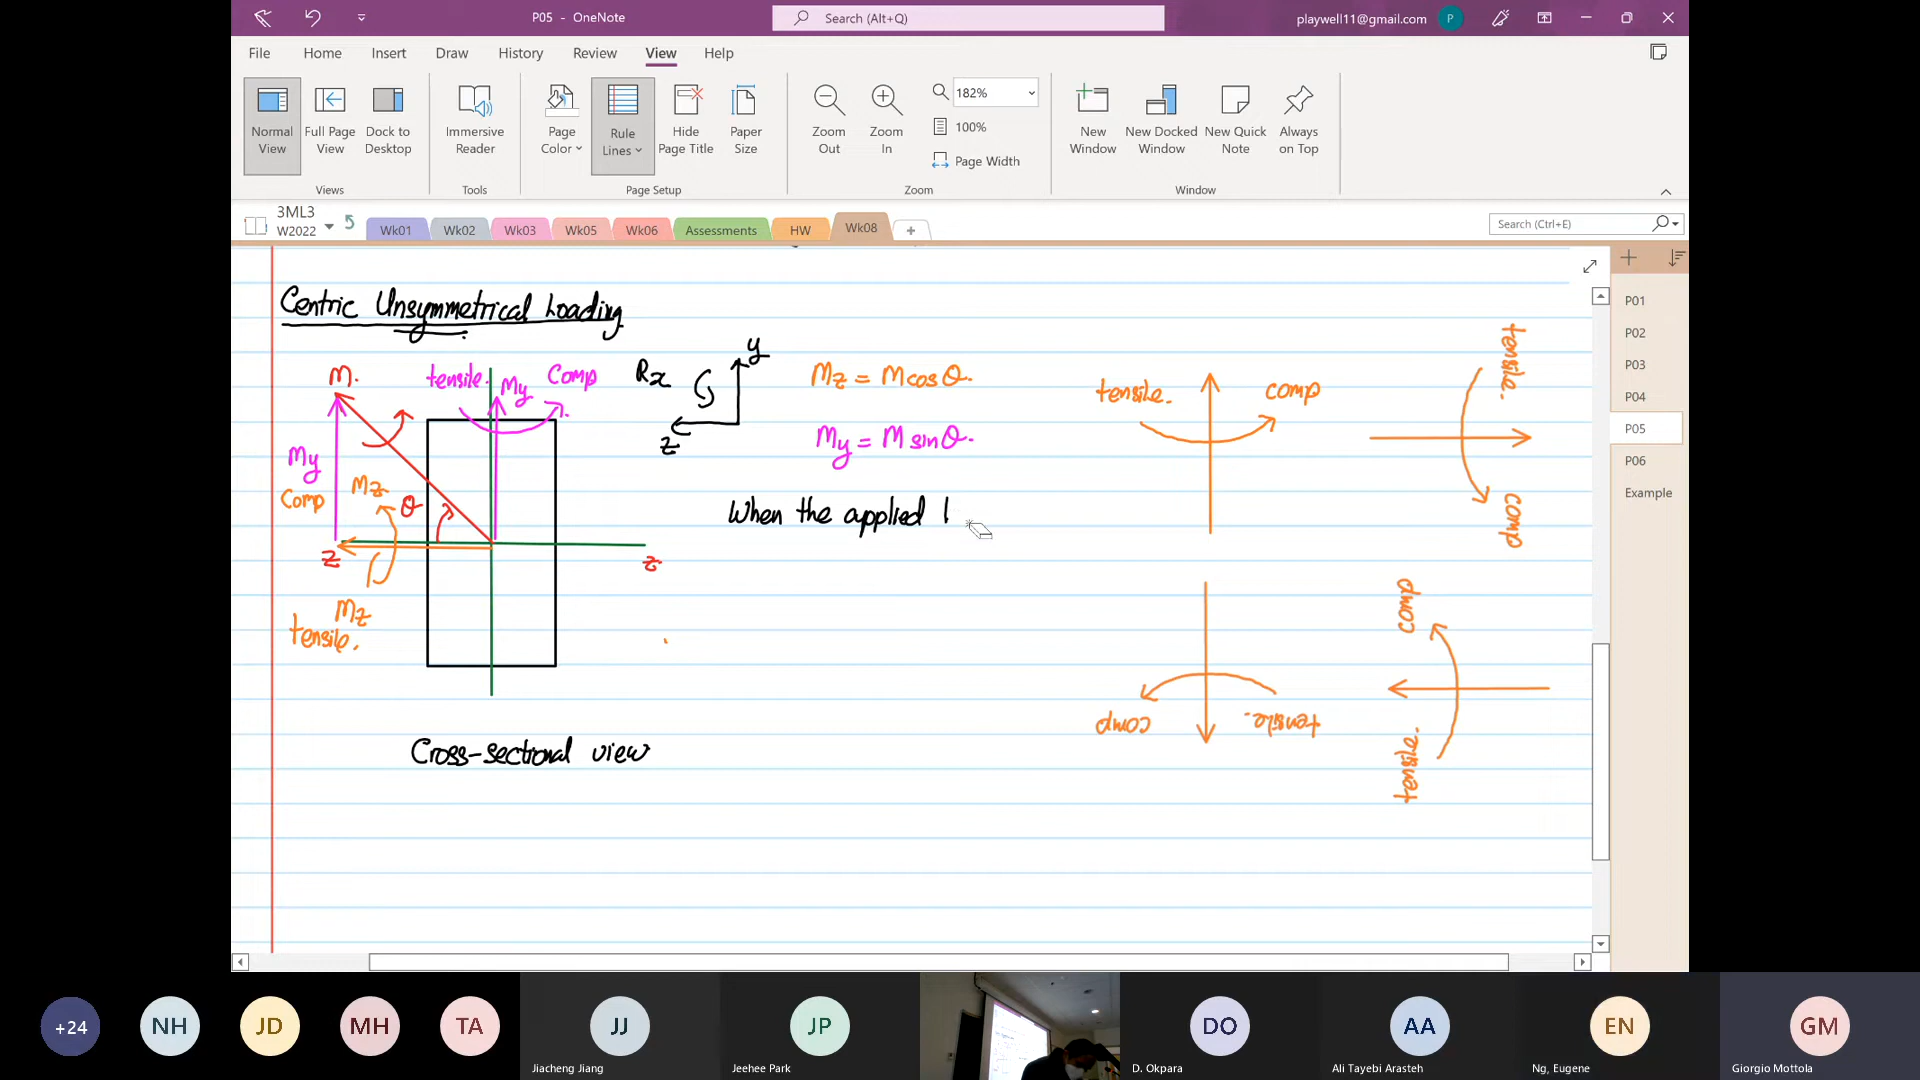 P05 - OneNote
Search (Alt+Q)
playwell11@gmail.com
P
File Home Insert Draw History Review View Help
Normal View
Full Page View
Dock to Desktop
Immersive Reader
Page Color
Rule Lines
Hide Page Title
Paper Size
Zoom Out
Zoom In
182%
100%
Page Width
New Window
New Docked Window
New Quick Note
Always on Top
Views Tools Page Setup Zoom Window
3ML3 W2022
Wk01 Wk02 Wk03 Wk05 Wk06 Assessments HW Wk08
Search (Ctrl+E)
P01
P02
P03
P04
P05
P06
Example
Centric Unsymmetrical Loading
M.
tensile.
My
Comp
Rx
y
z
Mz = M cos θ.
My = M sin θ.
My
Comp
Mz
θ
z
z
Mz
tensile.
When the applied l
Cross-sectional view
tensile.
comp
tensile.
comp
comp
tensile.
comp
tensile.
+24
NH
JD
MH
TA
JJ
Jiacheng Jiang
JP
Jeehee Park
DO
D. Okpara
AA
Ali Tayebi Arasteh
EN
Ng, Eugene
GM
Giorgio Mottola